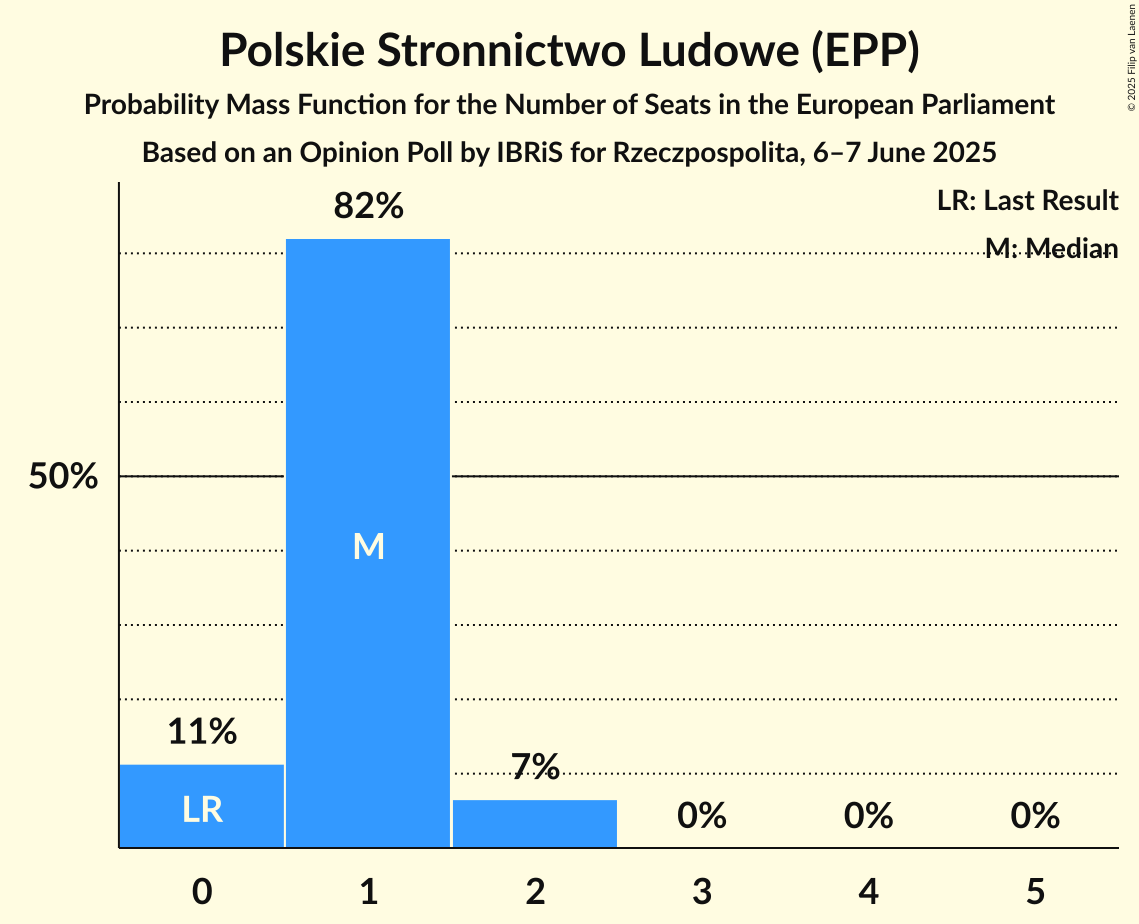 Polskie Stronnictwo Ludowe (EPP)
Probability Mass Function for the Number of Seats in the European Parliament
Based on an Opinion Poll by IBRiS for Rzeczpospolita, 6–7 June 2025
© 2025 Filip van Laenen
LR: Last Result
M: Median
82%
50%
M
11%
LR
7%
0%
0%
0%
0
1
2
3
4
5